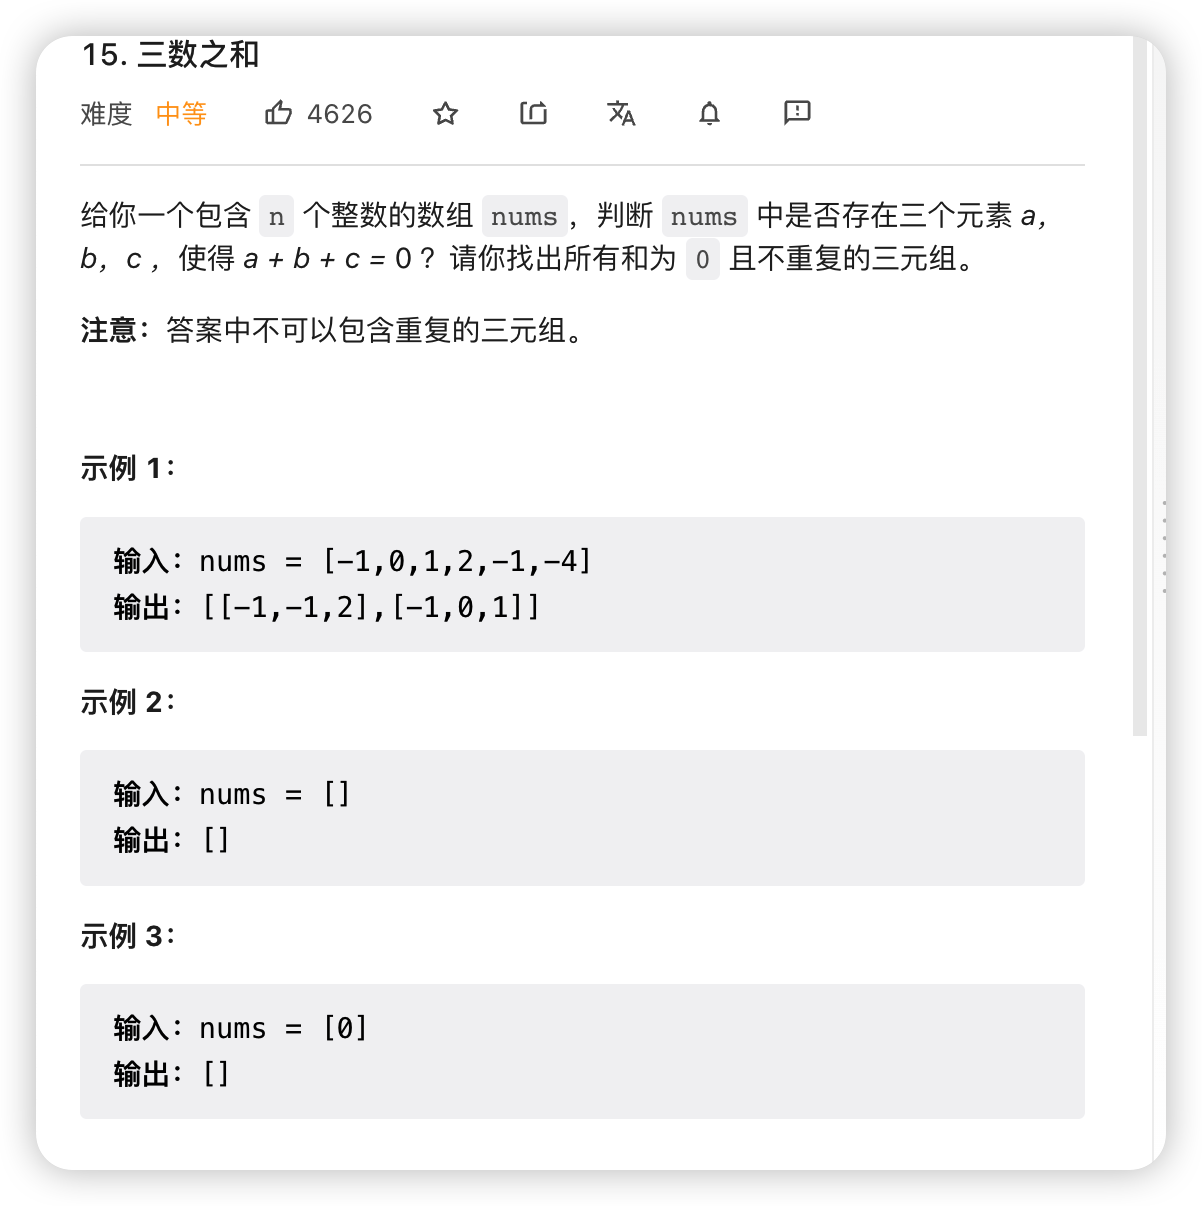 15. 三数之和
难度 中等 4626
给你一个包含 n 个整数的数组 nums，判断 nums 中是否存在三个元素 a，
b，c ，使得 a + b + c = 0 ？请你找出所有和为 0 且不重复的三元组。
注意：答案中不可以包含重复的三元组。
示例 1：
输入：nums = [-1,0,1,2,-1,-4]
输出：[[-1,-1,2],[-1,0,1]]
示例 2：
输入：nums = []
输出：[]
示例 3：
输入：nums = [0]
输出：[]